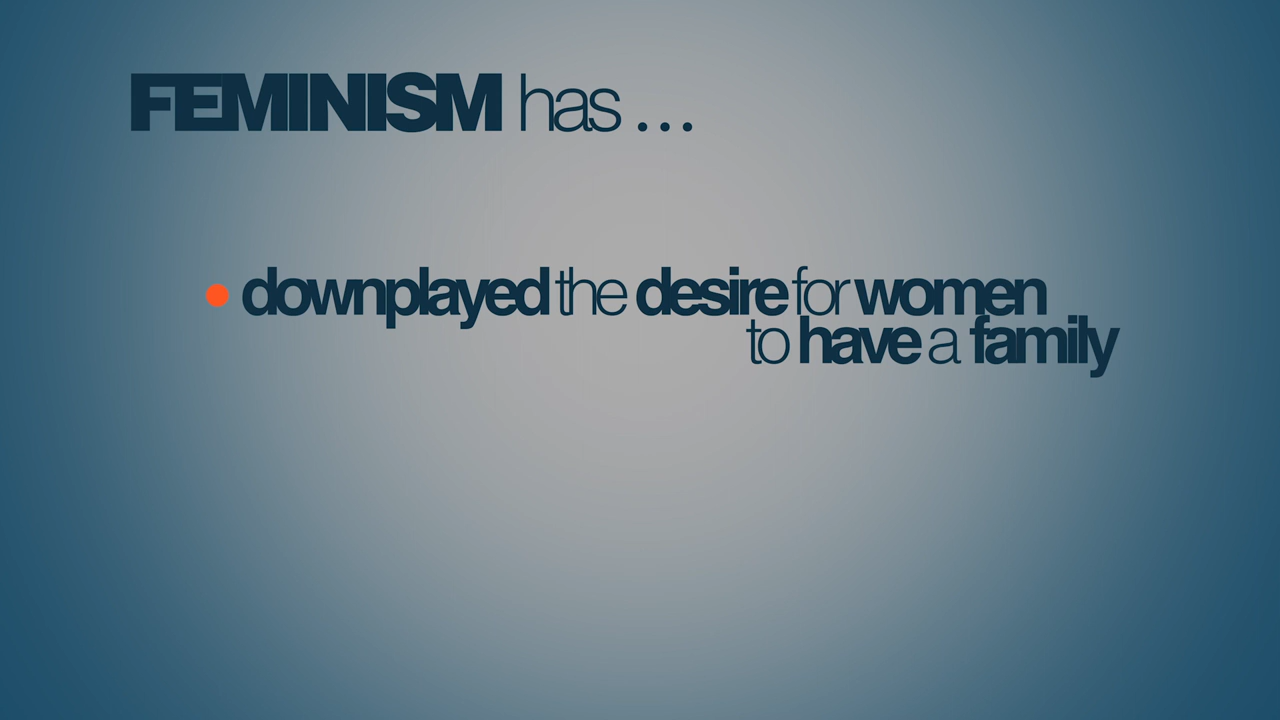 FEMINISM has ...
• downplayed the desire for women
to have a family